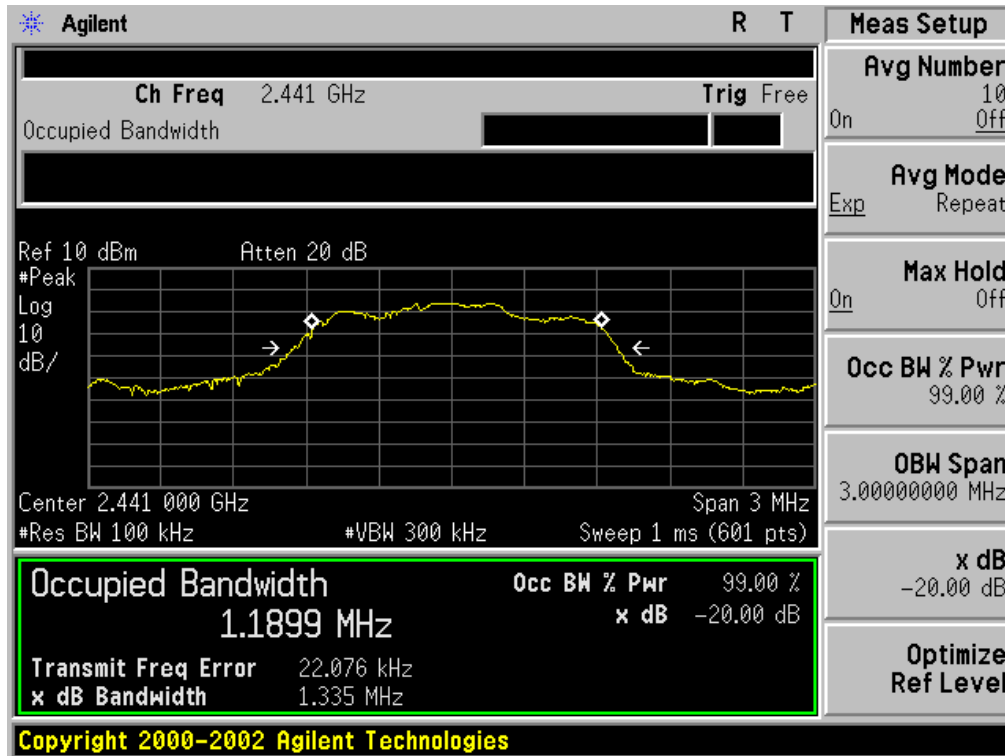 Agilent R T
Ch Freq 2.441 GHz Trig Free
Occupied Bandwidth
Ref 10 dBm Atten 20 dB
#Peak
Log
10
dB/
Center 2.441 000 GHz Span 3 MHz
#Res BW 100 kHz #VBW 300 kHz Sweep 1 ms (601 pts)
Occupied Bandwidth
1.1899 MHz
Occ BW % Pwr 99.00 %
x dB -20.00 dB
Transmit Freq Error 22.076 kHz
x dB Bandwidth 1.335 MHz
Copyright 2000-2002 Agilent Technologies
Meas Setup
Avg Number
10
On Off
Avg Mode
Exp Repeat
Max Hold
On Off
Occ BW % Pwr
99.00 %
OBW Span
3.00000000 MHz
x dB
-20.00 dB
Optimize
Ref Level